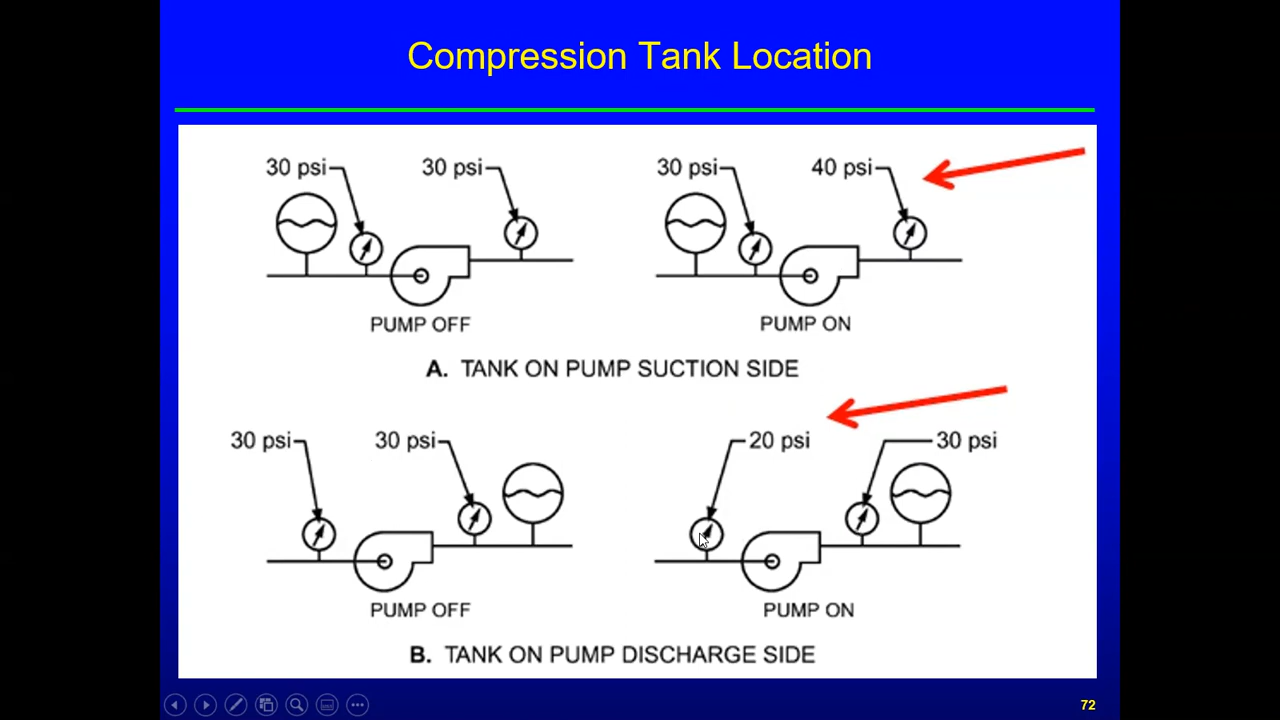 Compression Tank Location
30 psi 30 psi 30 psi 40 psi
PUMP OFF PUMP ON
A. TANK ON PUMP SUCTION SIDE
30 psi 30 psi 20 psi 30 psi
PUMP OFF PUMP ON
B. TANK ON PUMP DISCHARGE SIDE
72